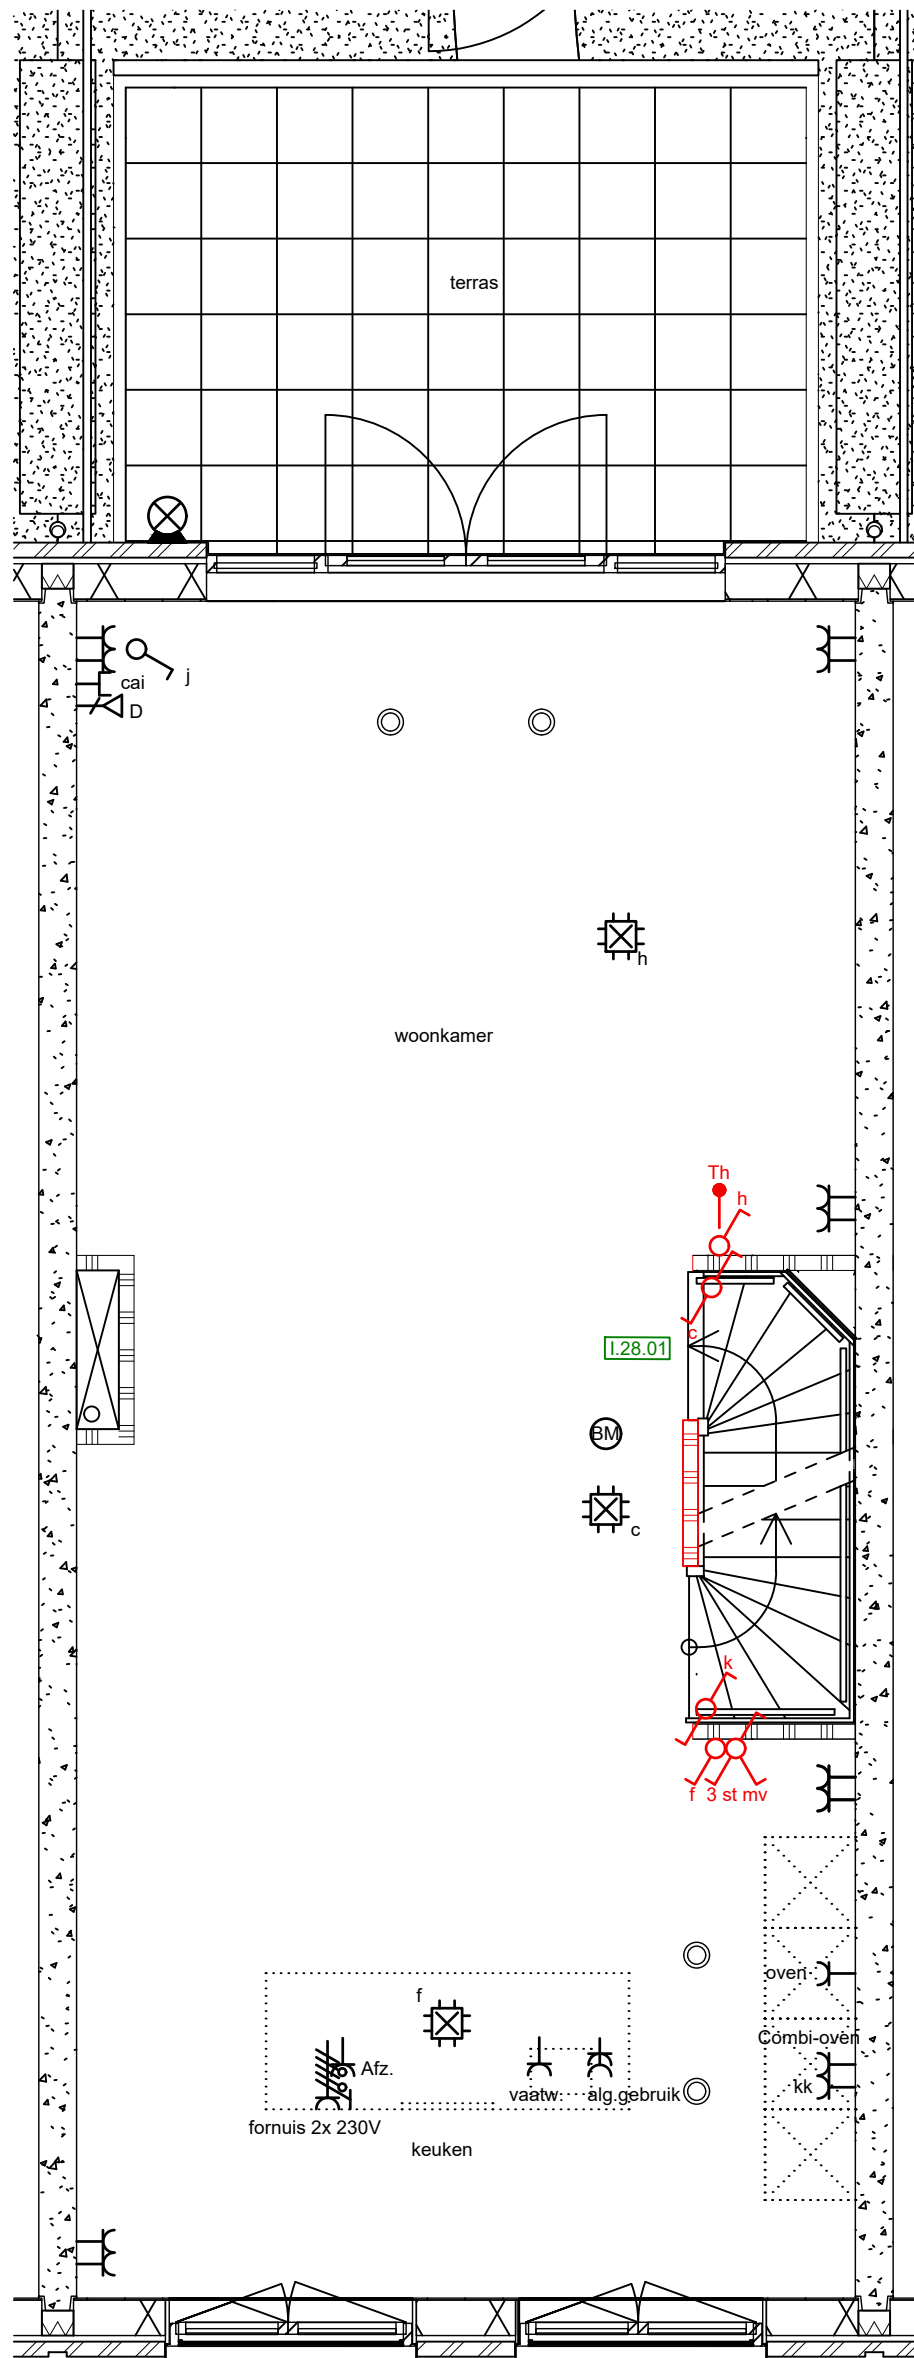 terras
j
cai
D
h
woonkamer
Th
h
c
I.28.01
BM
c
k
f 3 st mv
oven
f
Combi-oven
Afz.
kk
vaatw.
alg.gebruik
fornuis 2x 230V
keuken